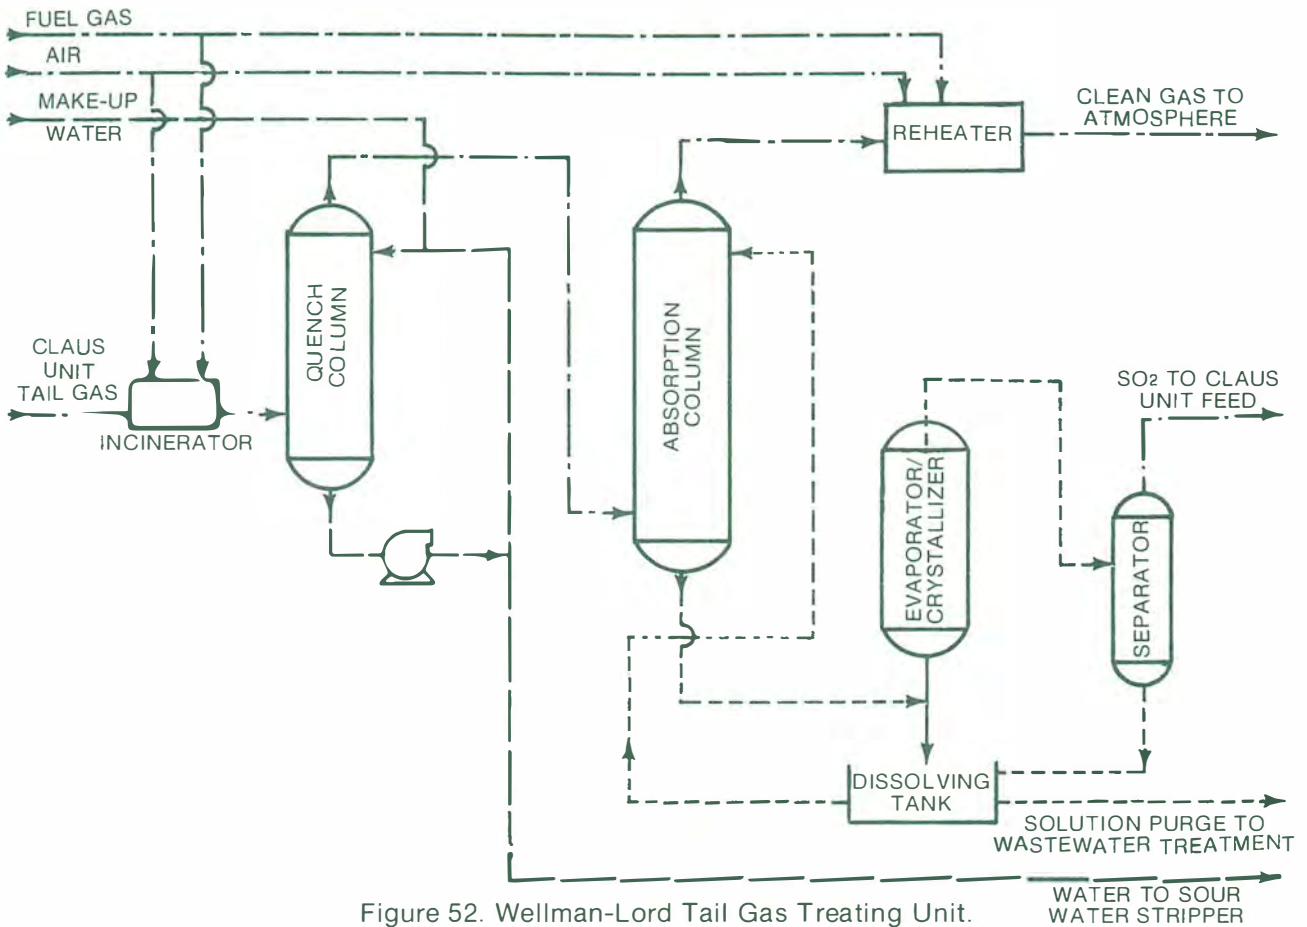 FUEL GAS
AIR
MAKE-UP
WATER
REHEATER
CLEAN GAS TO
ATMOSPHERE
QUENCH
COLUMN
ABSORPTION
COLUMN
CLAUS
UNIT
TAIL GAS
INCINERATOR
SO2 TO CLAUS
UNIT FEED
EVAPORATOR/
CRYSTALLIZER
SEPARATOR
DISSOLVING
TANK
SOLUTION PURGE TO
WASTEWATER TREATMENT
WATER TO SOUR
WATER STRIPPER
Figure 52. Wellman-Lord Tail Gas Treating Unit.